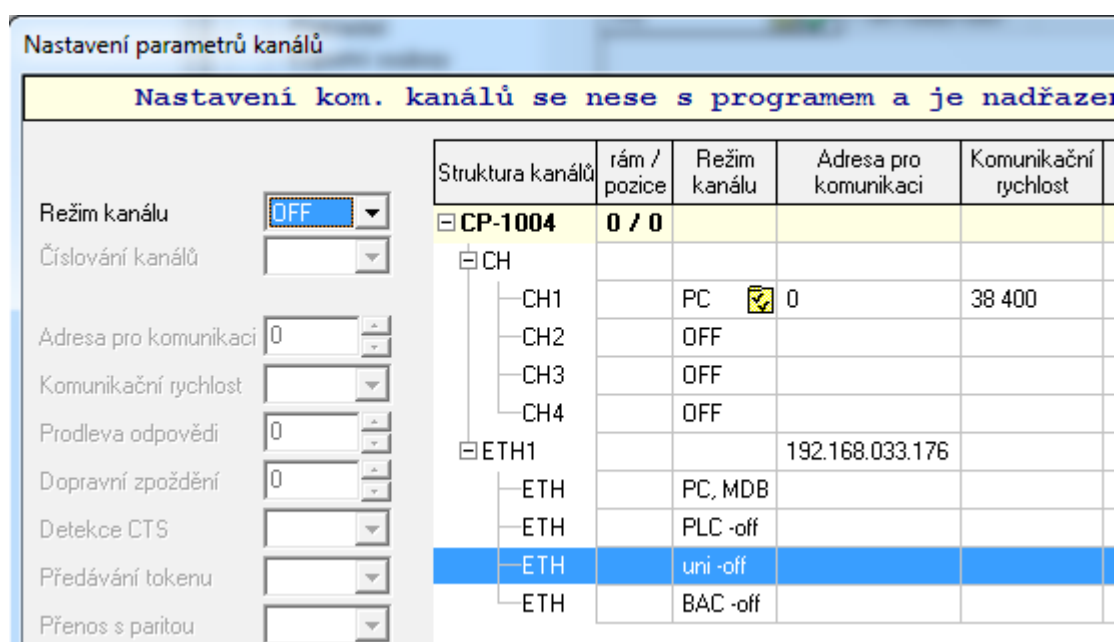 Nastavení parametrů kanálů
Nastavení kom. kanálů se nese s programem a je nadřazen
Režim kanálu OFF
Číslování kanálů
Adresa pro komunikaci 0
Komunikační rychlost
Prodleva odpovědi 0
Dopravní zpoždění 0
Detekce CTS
Předávání tokenu
Přenos s paritou
Struktura kanálů rám / pozice Režim kanálu Adresa pro komunikaci Komunikační rychlost
CP-1004 0 / 0
CH
CH1 PC 0 38 400
CH2 OFF
CH3 OFF
CH4 OFF
ETH1 192.168.033.176
ETH PC, MDB
ETH PLC -off
ETH uni -off
ETH BAC -off